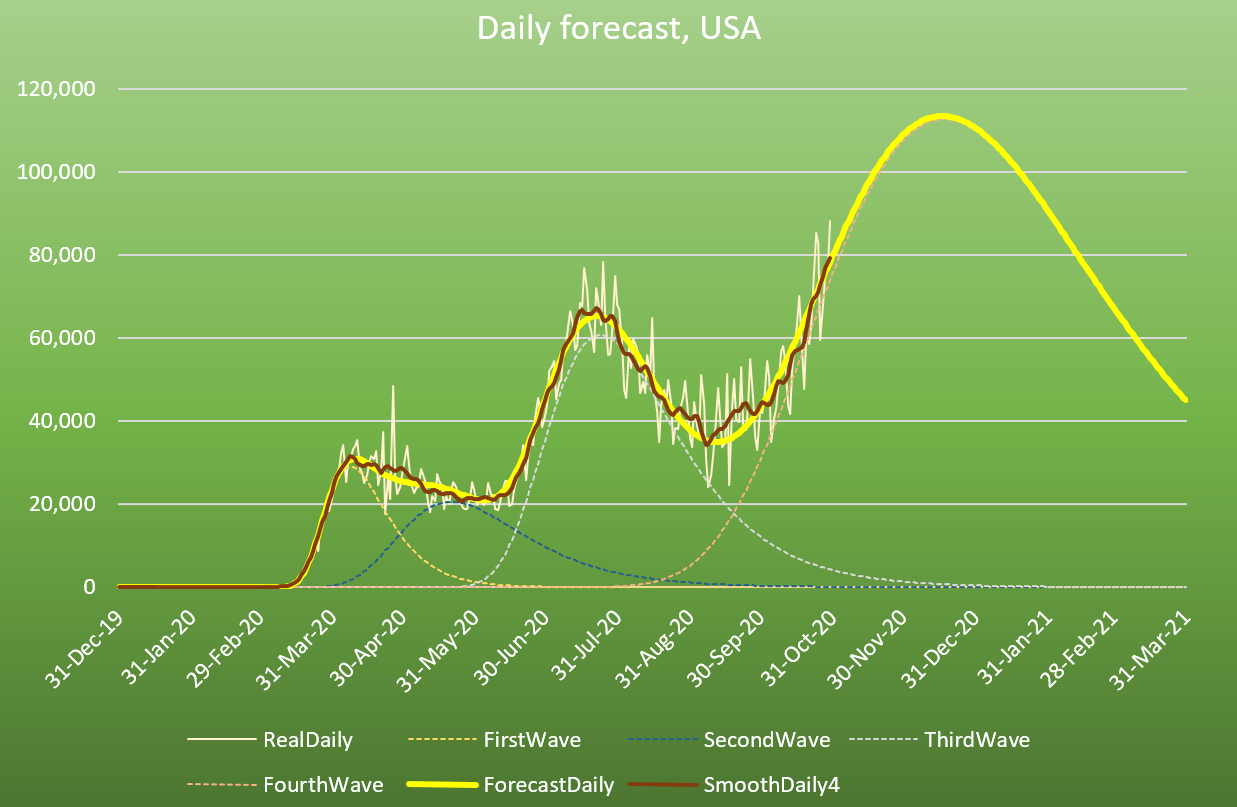 Daily forecast, USA
120,000
100,000
80,000
60,000
40,000
20,000
0
31-Dec-19
31-Jan-20
29-Feb-20
31-Mar-20
30-Apr-20
31-May-20
30-Jun-20
31-Jul-20
31-Aug-20
30-Sep-20
31-Oct-20
30-Nov-20
31-Dec-20
31-Jan-21
28-Feb-21
31-Mar-21
RealDaily FirstWave SecondWave ThirdWave
FourthWave ForecastDaily SmoothDaily4